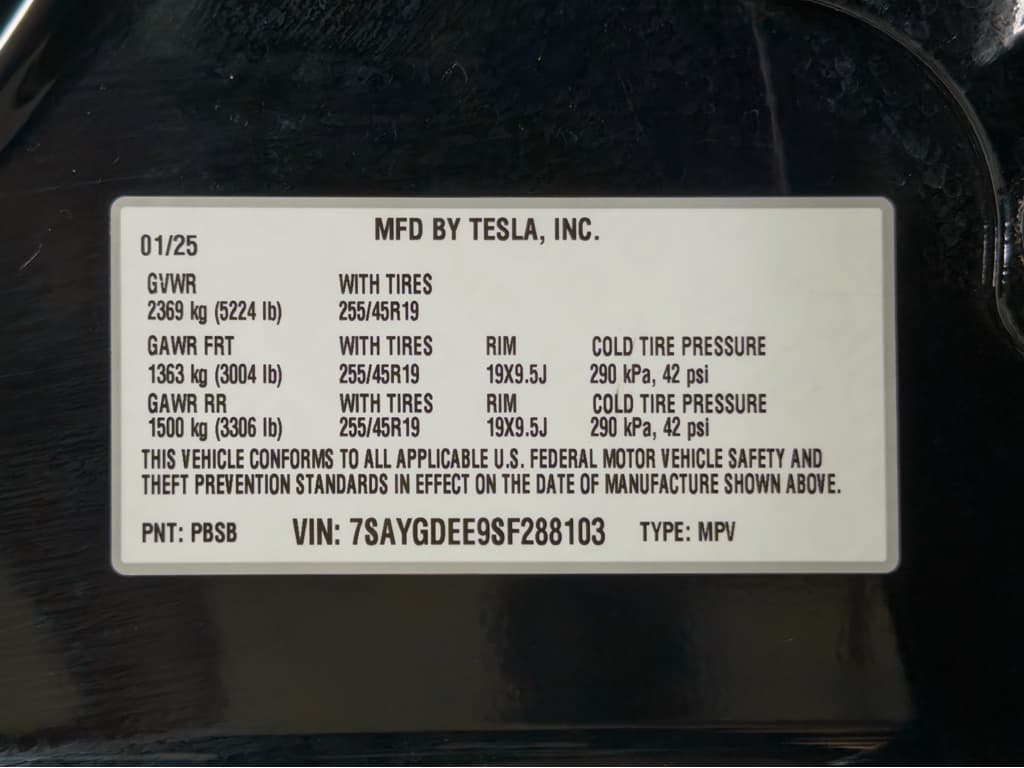 MFD BY TESLA, INC.
01/25
GVWR WITH TIRES
2369 kg (5224 lb) 255/45R19
GAWR FRT WITH TIRES RIM COLD TIRE PRESSURE
1363 kg (3004 lb) 255/45R19 19X9.5J 290 kPa, 42 psi
GAWR RR WITH TIRES RIM COLD TIRE PRESSURE
1500 kg (3306 lb) 255/45R19 19X9.5J 290 kPa, 42 psi
THIS VEHICLE CONFORMS TO ALL APPLICABLE U.S. FEDERAL MOTOR VEHICLE SAFETY AND
THEFT PREVENTION STANDARDS IN EFFECT ON THE DATE OF MANUFACTURE SHOWN ABOVE.
PNT: PBSB VIN: 7SAYGDEE9SF288103 TYPE: MPV